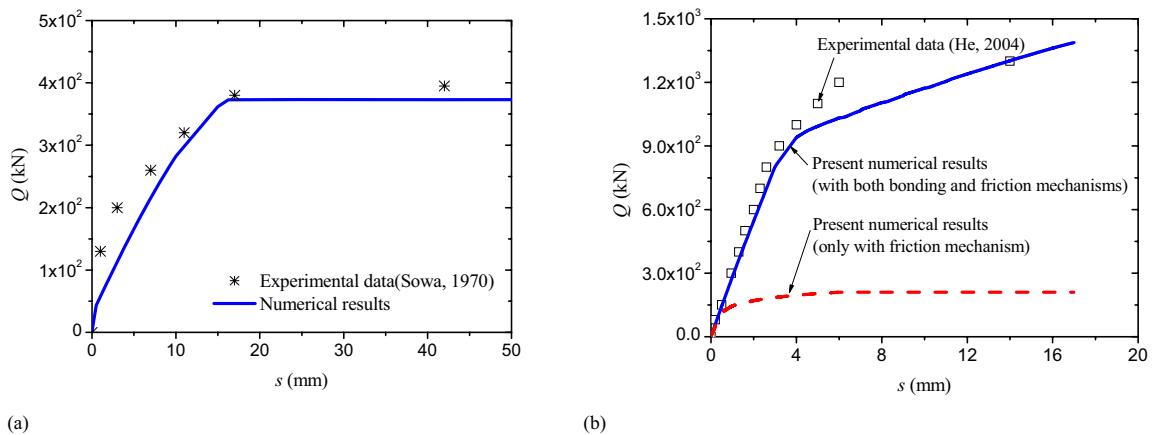 5x10²
4x10²
3x10²
2x10²
1x10²
0
Q (kN)
0 10 20 30 40 50
s (mm)
Experimental data(Sowa, 1970)
Numerical results
(a)
1.5x10³
1.2x10³
9.0x10²
6.0x10²
3.0x10²
0.0
Q (kN)
0 4 8 12 16 20
s (mm)
Experimental data (He, 2004)
Present numerical results
(with both bonding and friction mechanisms)
Present numerical results
(only with friction mechanism)
(b)